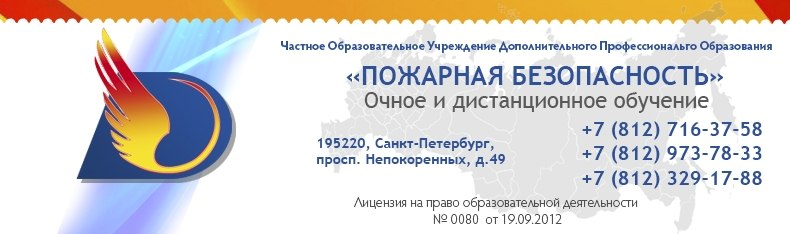 Частное Образовательное Учреждение Дополнительного Профессиональго Образования
«ПОЖАРНАЯ БЕЗОПАСНОСТЬ»
Очное и дистанционное обучение
195220, Санкт-Петербург,
просп. Непокоренных, д.49
+7 (812) 716-37-58
+7 (812) 973-78-33
+7 (812) 329-17-88
Лицензия на право образовательной деятельности
№ 0080 от 19.09.2012